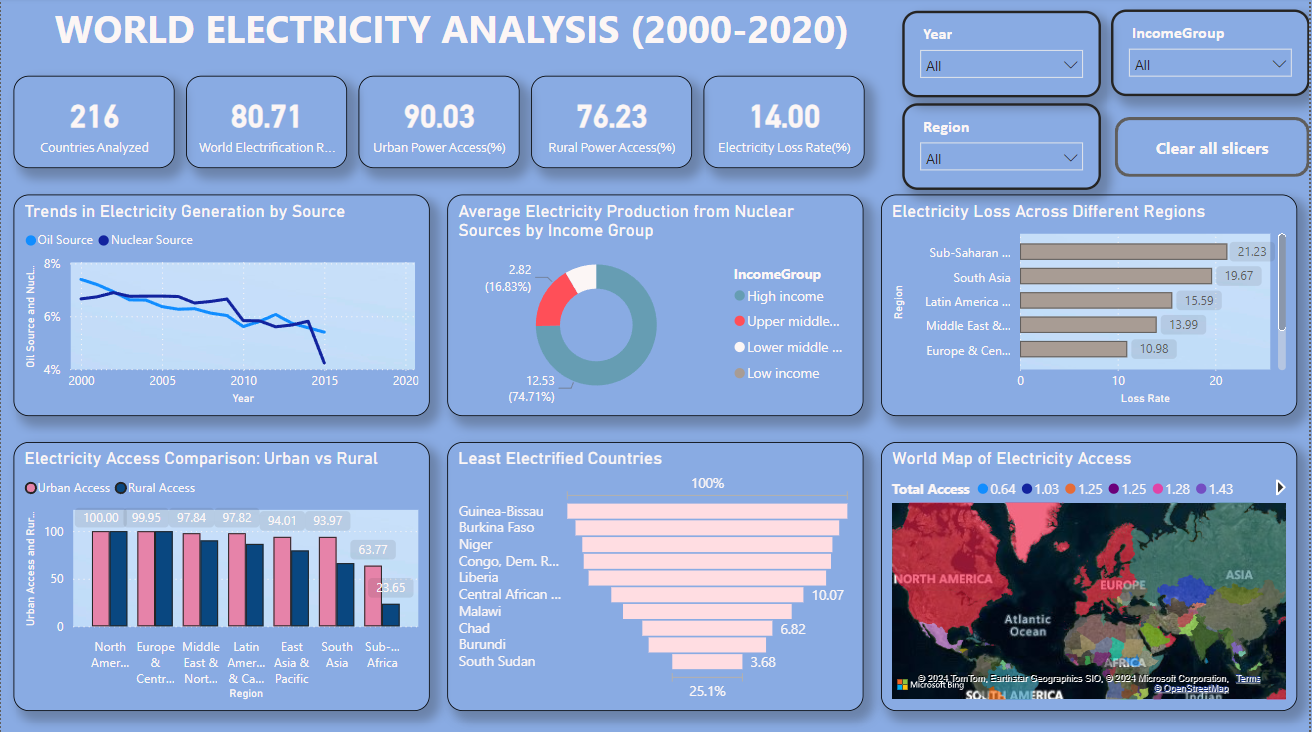 WORLD ELECTRICITY ANALYSIS (2000-2020)
Year
All
IncomeGroup
All
Region
All
Clear all slicers
216
Countries Analyzed
80.71
World Electrification R...
90.03
Urban Power Access(%)
76.23
Rural Power Access(%)
14.00
Electricity Loss Rate(%)
Trends in Electricity Generation by Source
Oil Source
Nuclear Source
Oil Source and Nucl...
8%
6%
4%
2000
2005
2010
2015
2020
Year
Average Electricity Production from Nuclear
Sources by Income Group
2.82
(16.83%)
12.53
(74.71%)
IncomeGroup
High income
Upper middle...
Lower middle ...
Low income
Electricity Loss Across Different Regions
Region
Sub-Saharan ...
21.23
South Asia
19.67
Latin America ...
15.59
Middle East &...
13.99
Europe & Cen...
10.98
0
10
20
Loss Rate
Electricity Access Comparison: Urban vs Rural
Urban Access
Rural Access
Urban Access and Rur...
100
50
0
100.00
99.95
97.84
97.82
94.01
93.97
63.77
23.65
North
Amer...
Europe
&
Centr...
Middle
East &
Nort...
Latin
Amer...
& Ca...
East
Asia &
Pacific
South
Asia
Sub-...
Africa
Region
Least Electrified Countries
100%
Guinea-Bissau
Burkina Faso
Niger
Congo, Dem. R...
Liberia
Central African ...
10.07
Malawi
Chad
6.82
Burundi
South Sudan
3.68
25.1%
World Map of Electricity Access
Total Access
0.64
1.03
1.25
1.25
1.28
1.43
NORTH AMERICA
EUROPE
ASIA
Atlantic
Ocean
AFRICA
© 2024 TomTom, Earthstar Geographics SIO, © 2024 Microsoft Corporation,
Terms
Microsoft Bing
© OpenStreetMap
SOUTH AMERICA
Indian